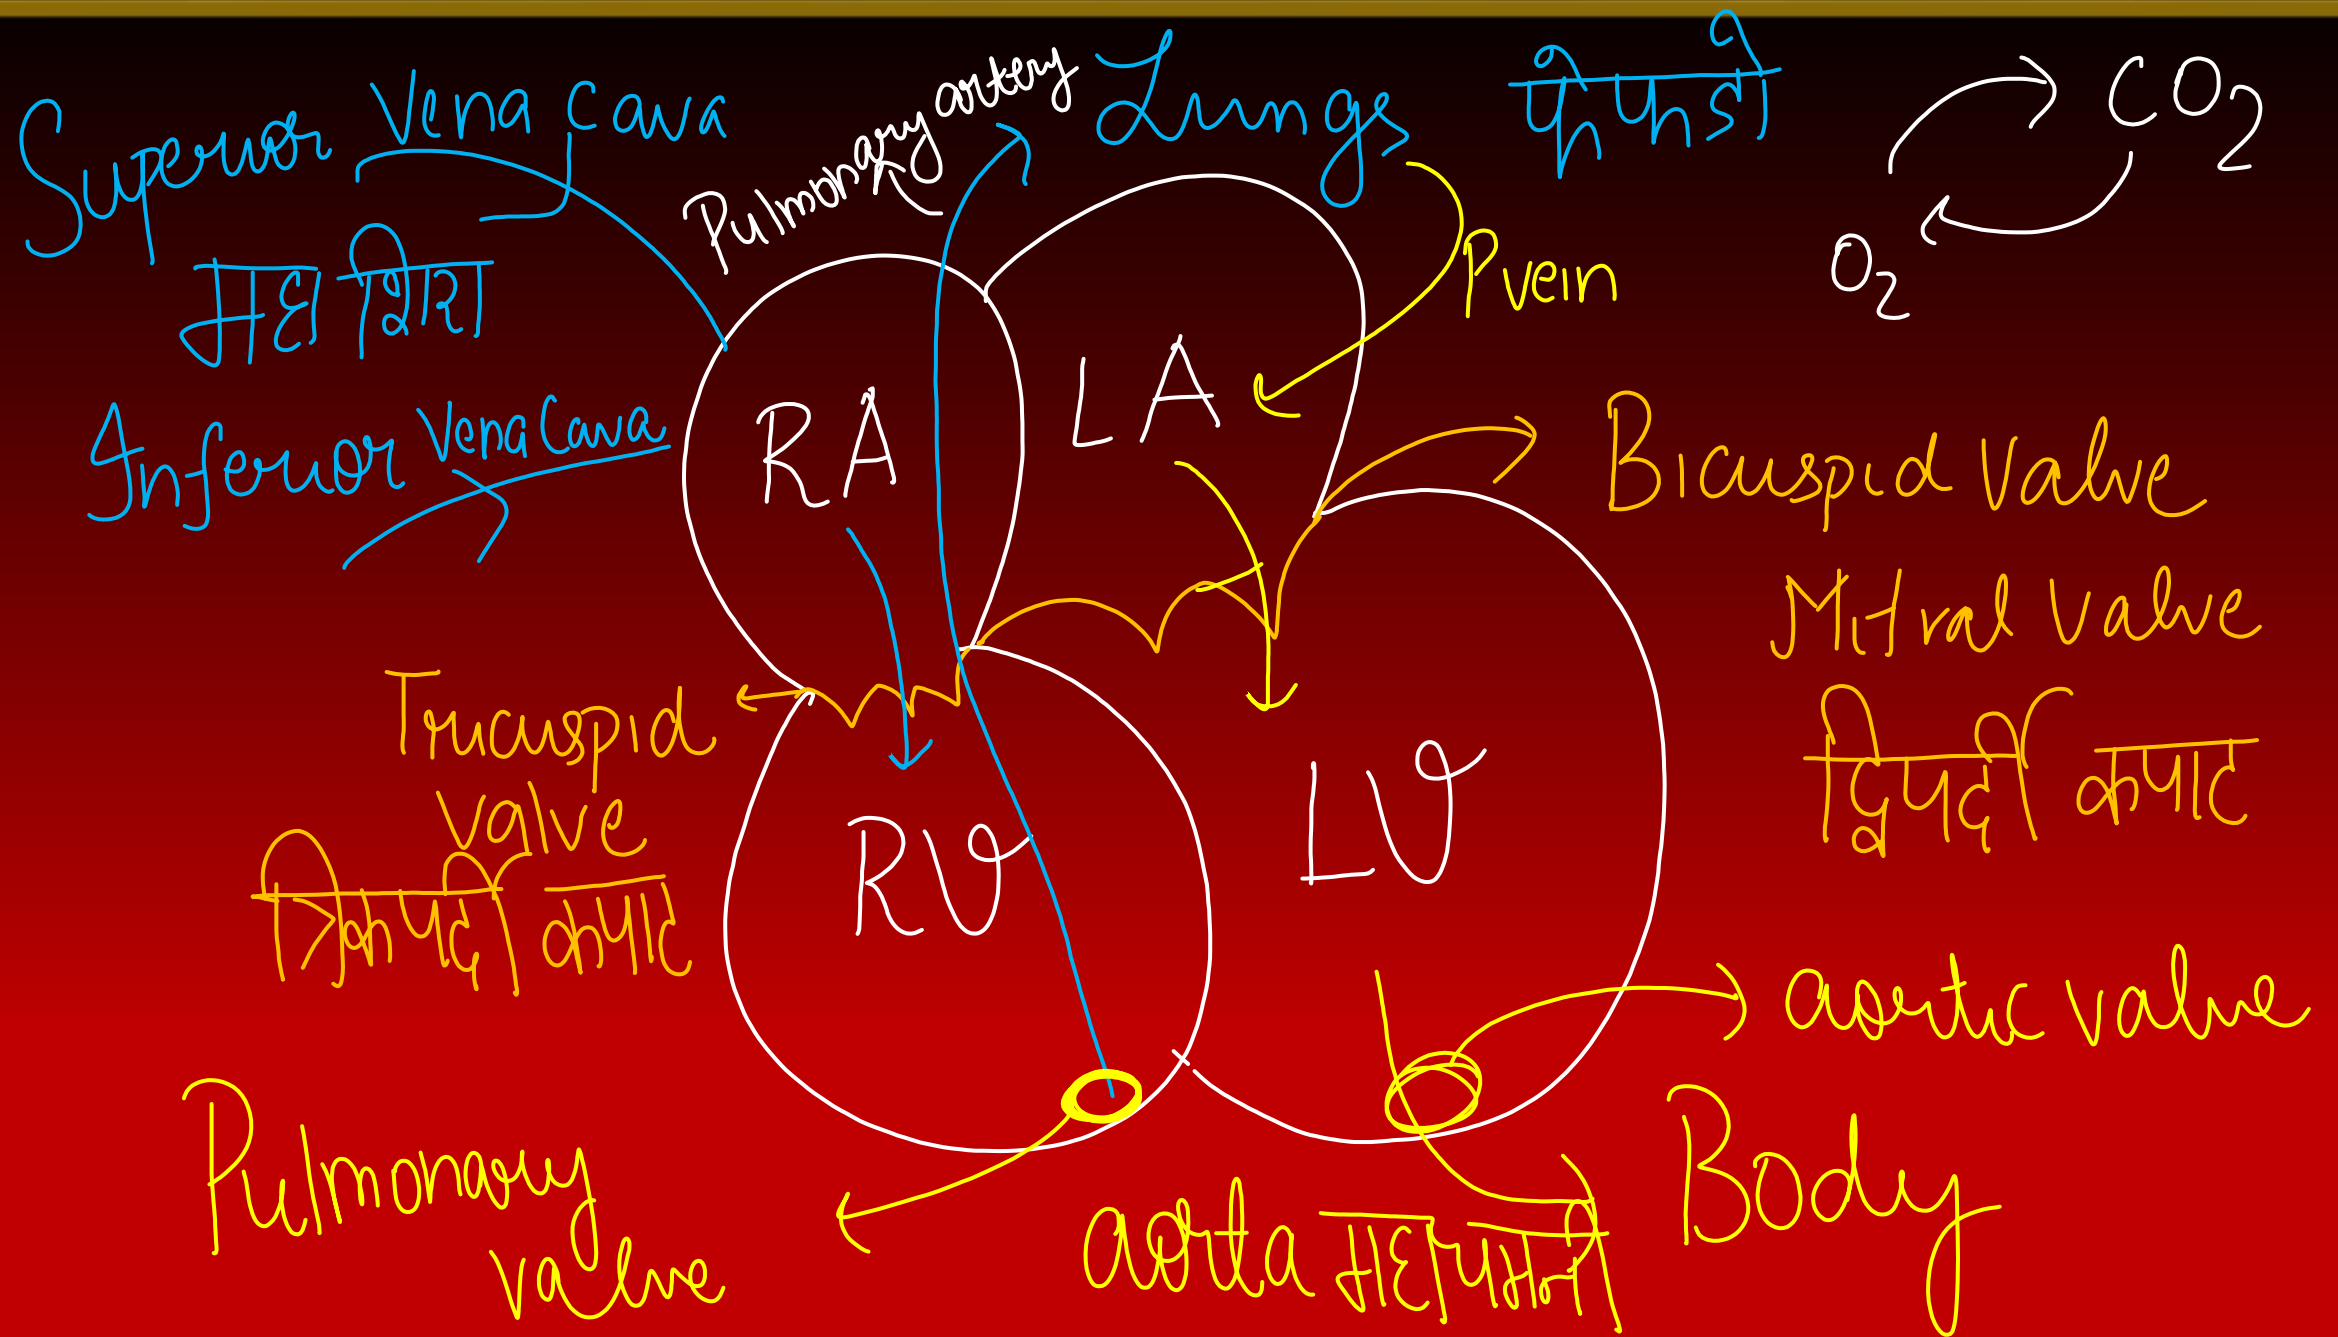 Superior Vena Cava
महाशिरा
Inferior Vena Cava
Pulmonary artery
Lungs फेफडो
CO2
O2
P vein
RA
LA
Bicuspid Valve
Mitral Valve
द्विपर्दी कपाट
Tricuspid
valve
त्रिकपर्दी कपाट
RV
LV
aortic valve
Pulmonary
valve
aorta महाधमनी
Body